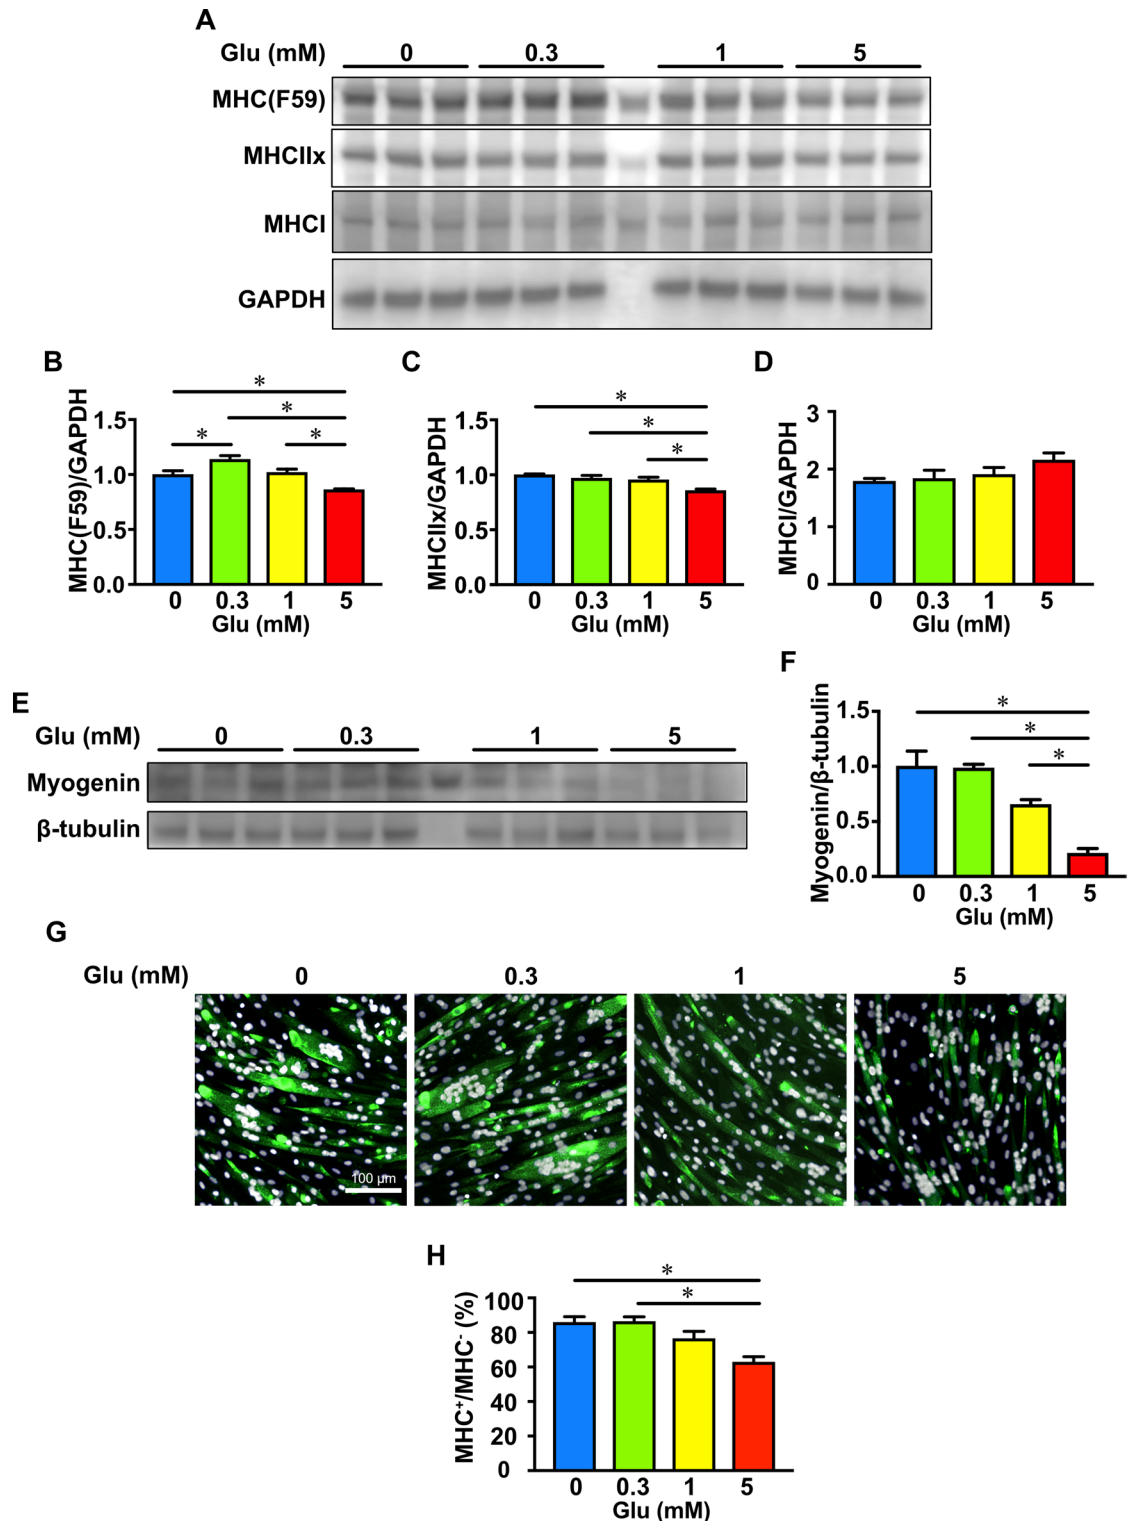 A
Glu (mM) 0 0.3 1 5
MHC(F59)
MHCIIx
MHCI
GAPDH
B
MHC(F59)/GAPDH
1.5
1.0
0.5
0.0
* * * *
0 0.3 1 5
Glu (mM)
C
MHCIIx/GAPDH
1.5
1.0
0.5
0.0
* * *
0 0.3 1 5
Glu (mM)
D
MHCI/GAPDH
3
2
1
0
0 0.3 1 5
Glu (mM)
E
Glu (mM) 0 0.3 1 5
Myogenin
β-tubulin
F
Myogenin/β-tubulin
1.5
1.0
0.5
0.0
* * *
0 0.3 1 5
Glu (mM)
G
Glu (mM) 0 0.3 1 5
100 μm
H
MHC⁺/MHC⁻ (%)
100
80
60
40
20
0
* *
0 0.3 1 5
Glu (mM)